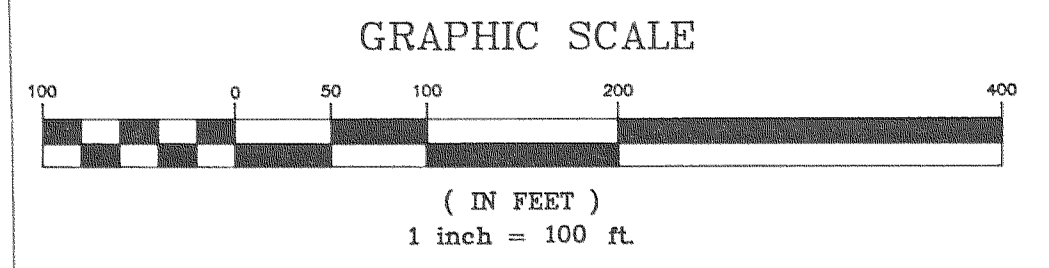 GRAPHIC SCALE
100 0 50 100 200 400
( IN FEET )
1 inch = 100 ft.